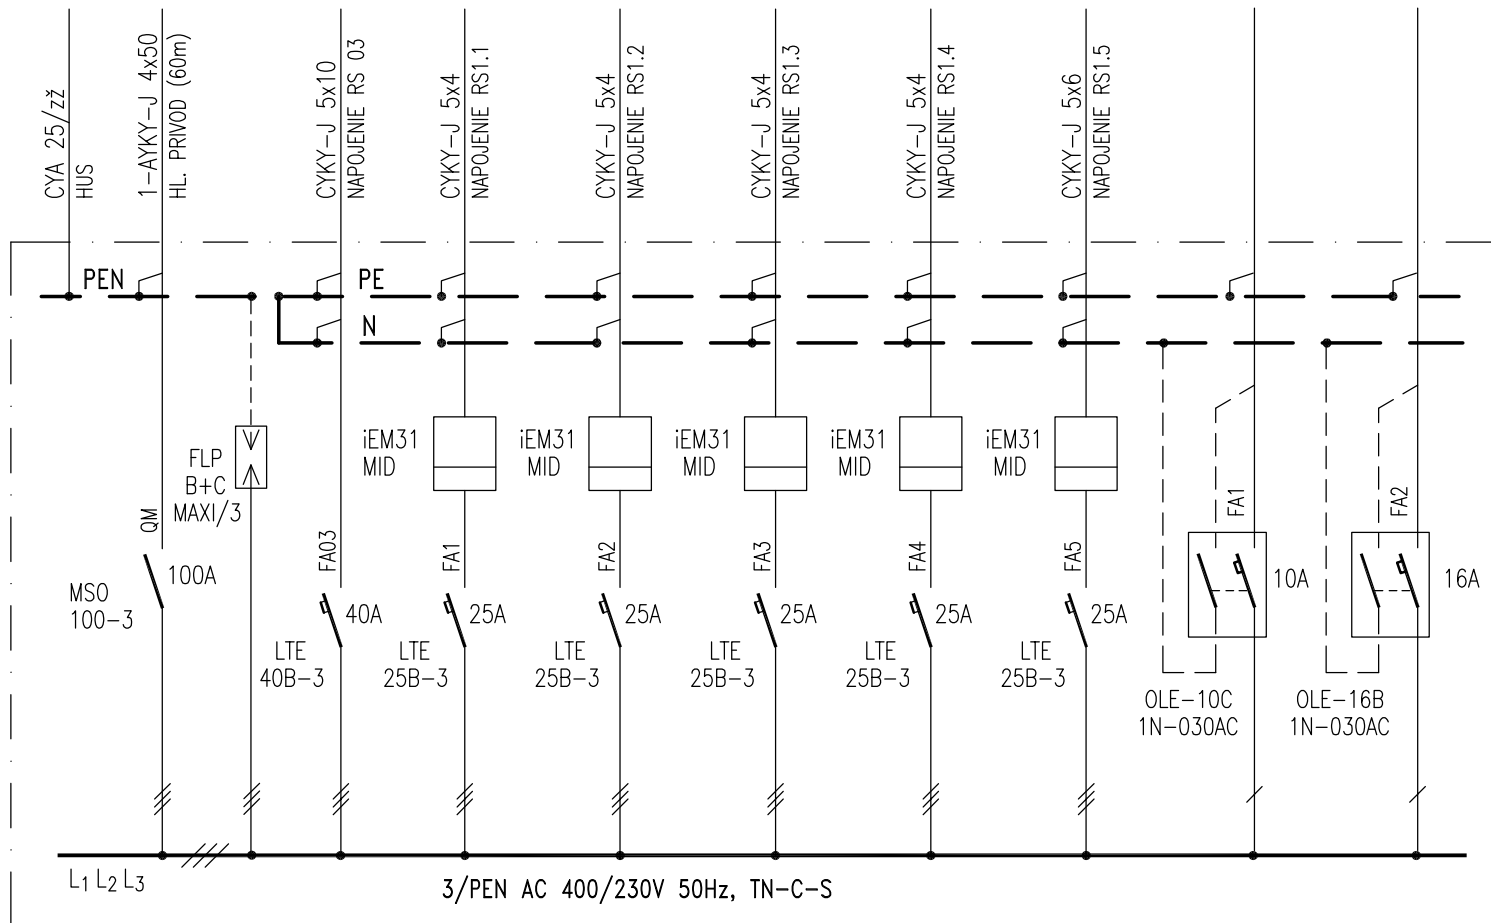 CYA 25/zž
HUS
1-AYKY-J 4x50
HL. PRIVOD (60m)
CYKY-J 5x10
NAPOJENIE RS 03
CYKY-J 5x4
NAPOJENIE RS1.1
CYKY-J 5x4
NAPOJENIE RS1.2
CYKY-J 5x4
NAPOJENIE RS1.3
CYKY-J 5x4
NAPOJENIE RS1.4
CYKY-J 5x6
NAPOJENIE RS1.5
PEN
PE
N
FLP
B+C
MAXI/3
iEM31
MID
iEM31
MID
iEM31
MID
iEM31
MID
iEM31
MID
QM
100A
MSO
100-3
FA03
40A
LTE
40B-3
FA1
25A
LTE
25B-3
FA2
25A
LTE
25B-3
FA3
25A
LTE
25B-3
FA4
25A
LTE
25B-3
FA5
25A
LTE
25B-3
FA1
10A
OLE-10C
1N-030AC
FA2
16A
OLE-16B
1N-030AC
L1 L2 L3
3/PEN AC 400/230V 50Hz, TN-C-S